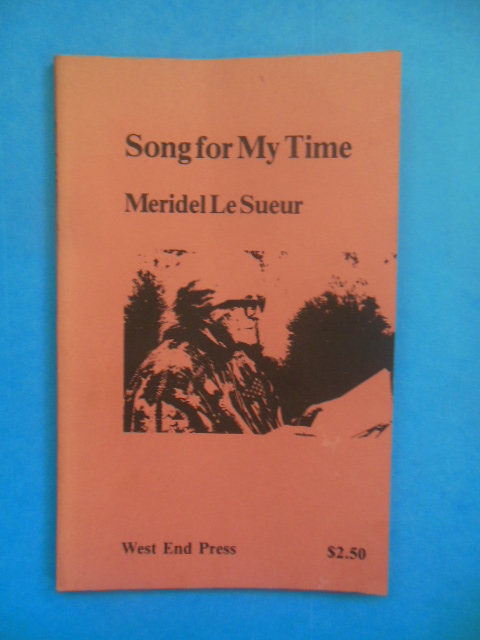 Song for My Time
Meridel Le Sueur
West End Press
$2.50